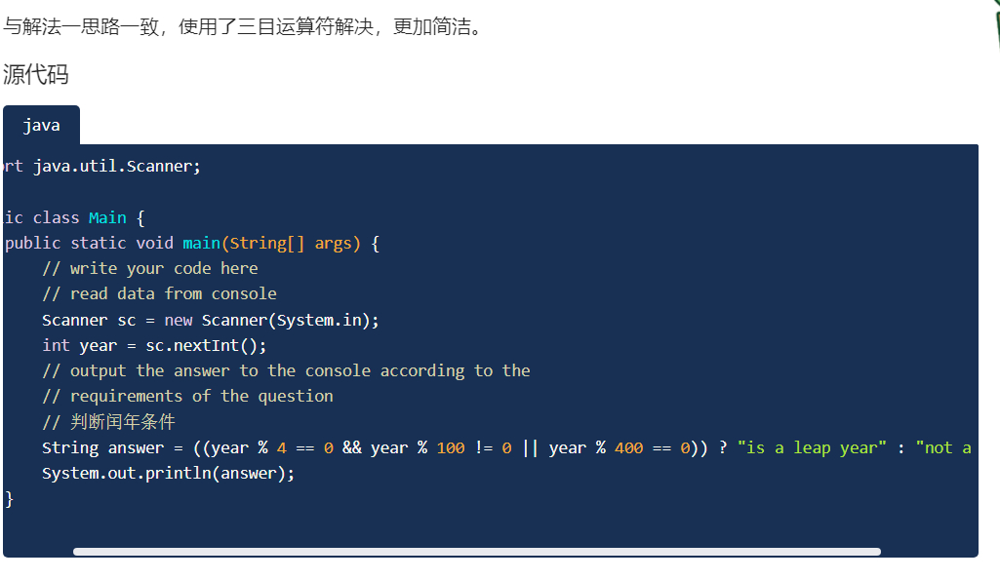 与解法一思路一致，使用了三目运算符解决，更加简洁。
源代码
java
rt java.util.Scanner;
ic class Main {
public static void main(String[] args) {
// write your code here
// read data from console
Scanner sc = new Scanner(System.in);
int year = sc.nextInt();
// output the answer to the console according to the
// requirements of the question
// 判断闰年条件
String answer = ((year % 4 == 0 && year % 100 != 0 || year % 400 == 0)) ? "is a leap year" : "not a
System.out.println(answer);
}